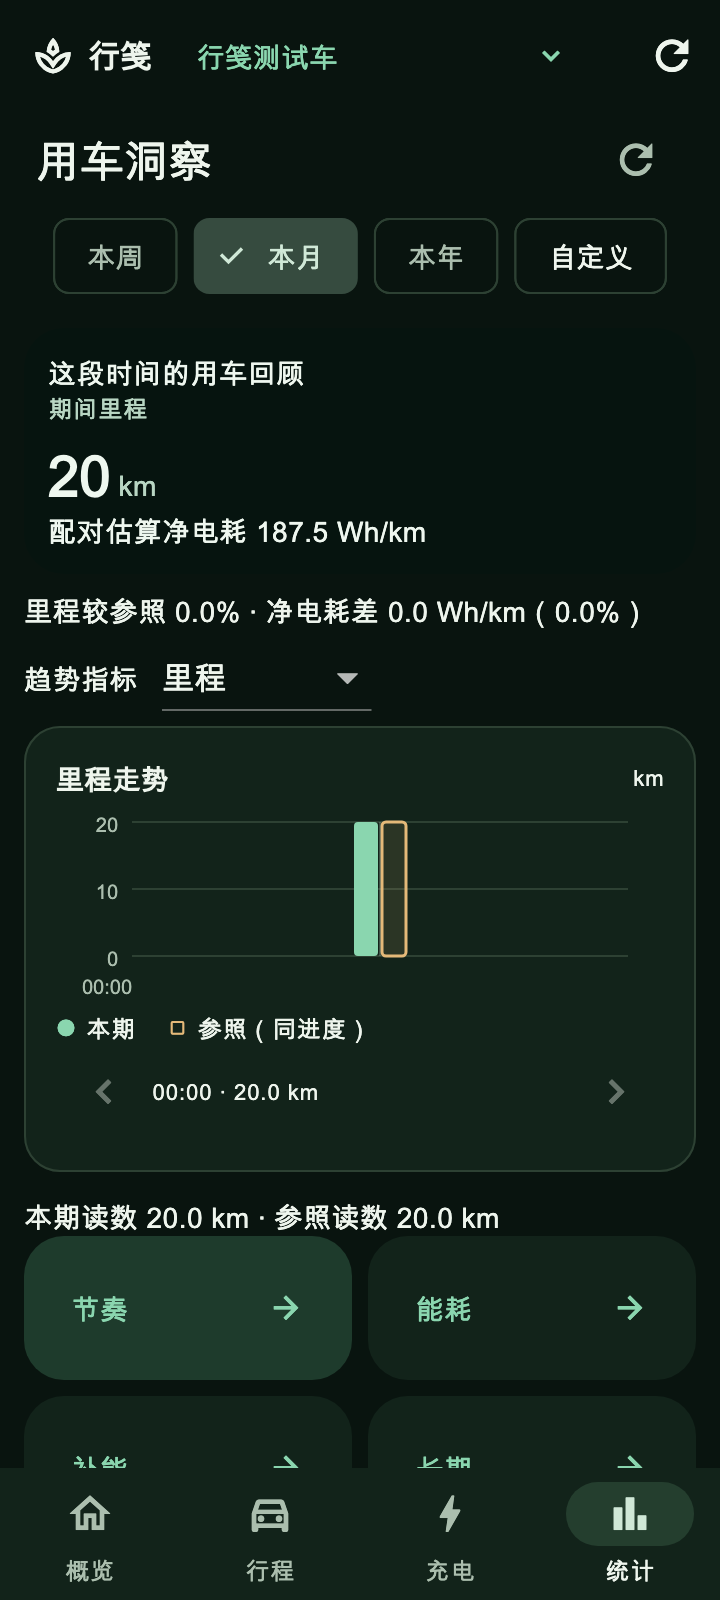 行笺 行笺测试车
用车洞察
本周 本月 本年 自定义
这段时间的用车回顾
期间里程
20 km
配对估算净电耗 187.5 Wh/km
里程较参照 0.0% · 净电耗差 0.0 Wh/km ( 0.0% )
趋势指标 里程
里程走势 km
20
10
0
00:00
本期 参照 ( 同进度 )
00:00 · 20.0 km
本期读数 20.0 km · 参照读数 20.0 km
节奏 能耗
补能 长期
概览 行程 充电 统计